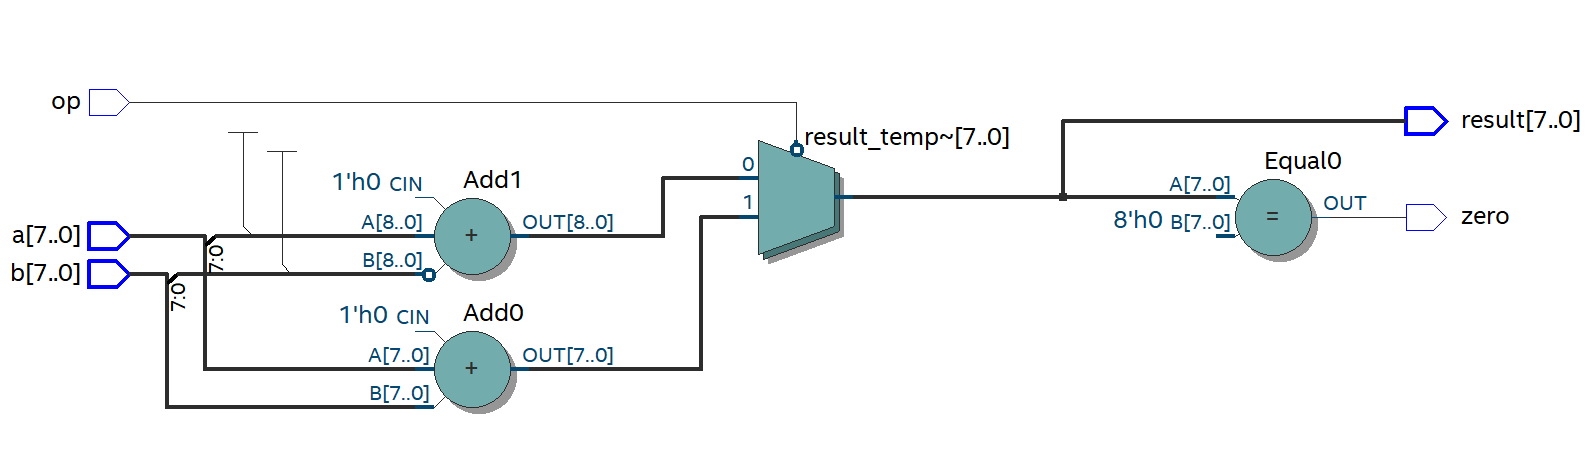 op
result_temp~[7..0]
result[7..0]
Equal0
1'h0 CIN
Add1
0
A[7..0]
1
OUT
8'h0 B[7..0]
zero
a[7..0]
7:0
A[8..0]
+
OUT[8..0]
=
b[7..0]
7:0
B[8..0]
1'h0 CIN
Add0
A[7..0]
+
OUT[7..0]
B[7..0]